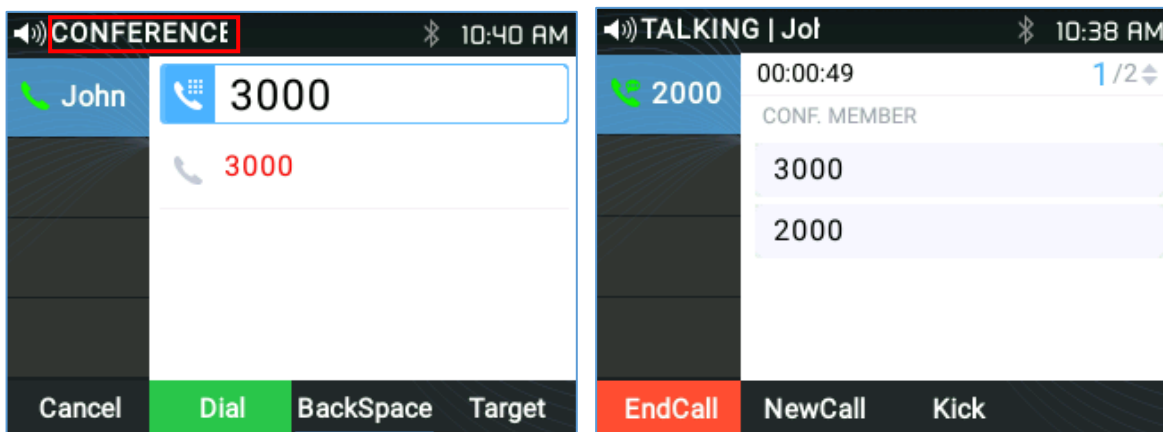 CONFERENCE 10:40 AM
John 3000
3000
Cancel Dial BackSpace Target
TALKING | Joh 10:38 AM
2000 00:00:49 1/2
CONF. MEMBER
3000
2000
EndCall NewCall Kick